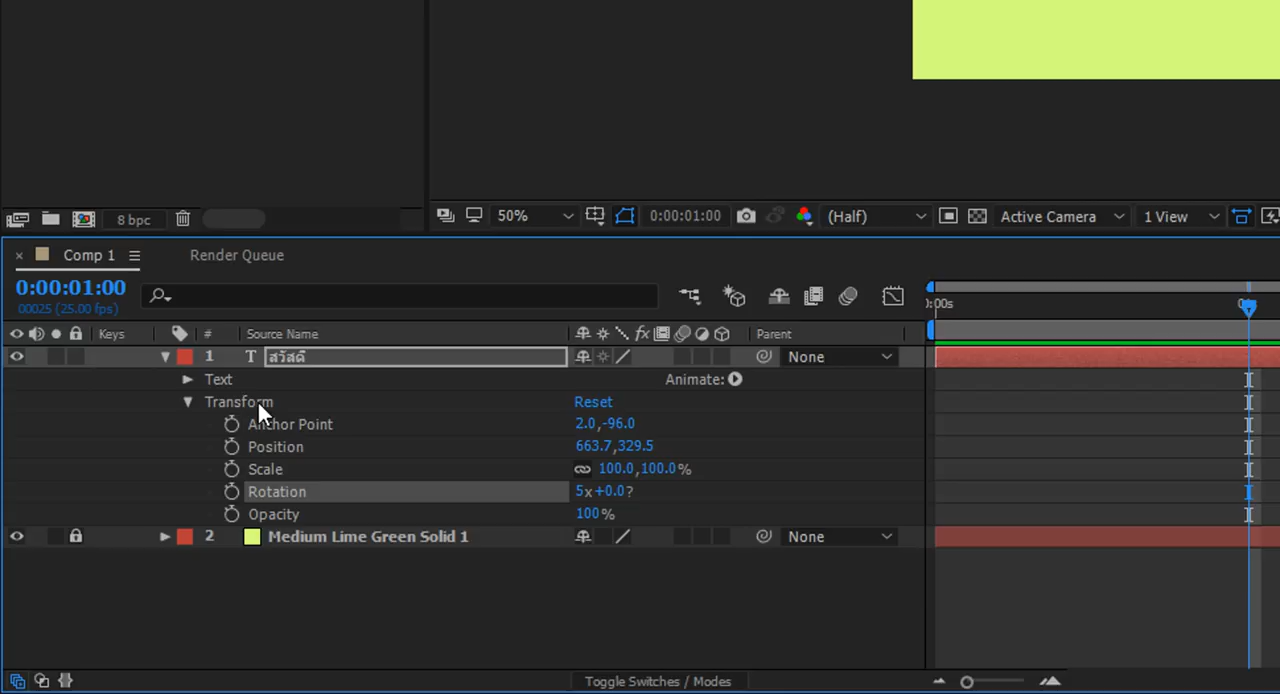 8 bpc
50%
0:00:01:00
(Half)
Active Camera
1 View
× Comp 1
Render Queue
0:00:01:00
00025 (25.00 fps)
Keys
#
Source Name
fx
Parent
:00s
1 T สวัสดี
None
Text
Animate:
Transform
Reset
Anchor Point
2.0,-96.0
Position
663.7,329.5
Scale
100.0,100.0%
Rotation
5x+0.0?
Opacity
100%
2 Medium Lime Green Solid 1
None
Toggle Switches / Modes